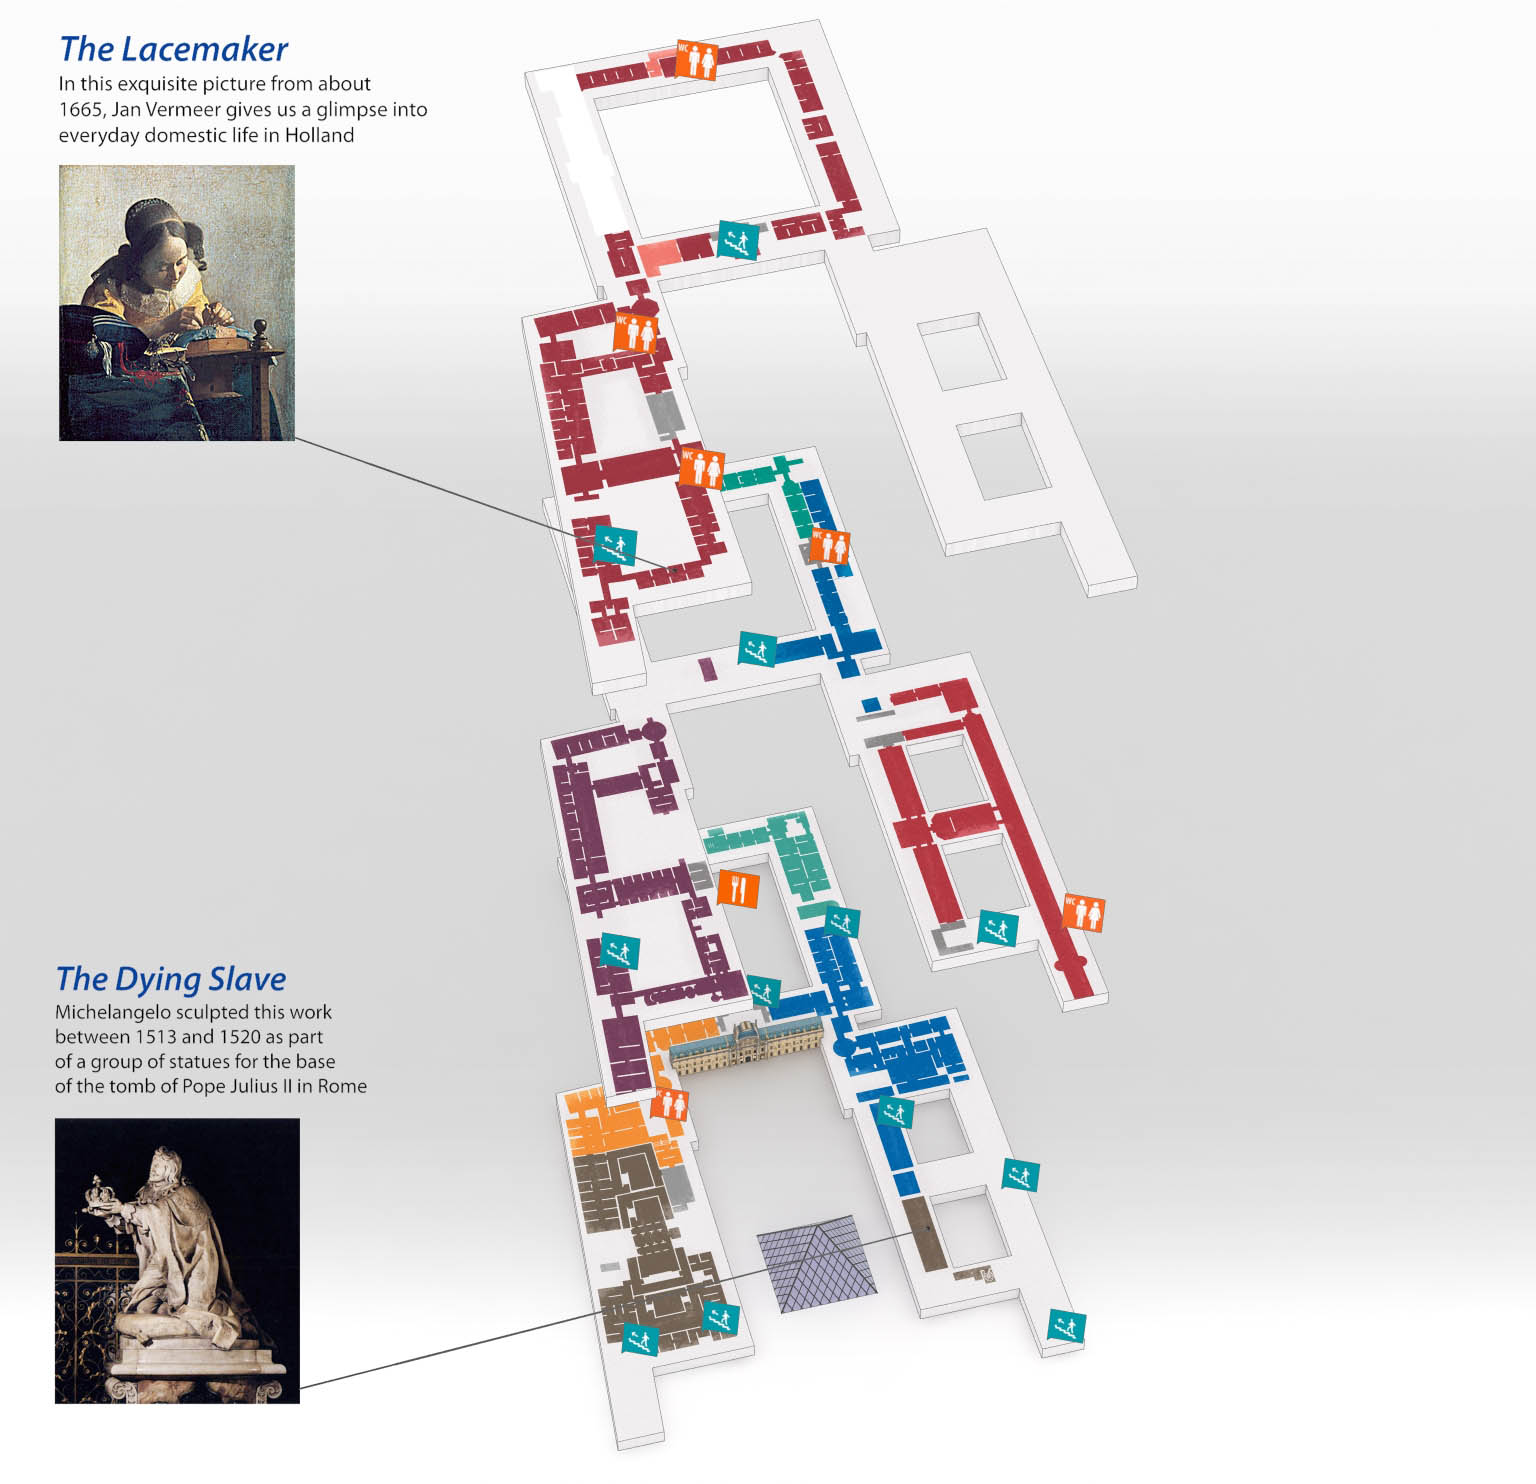 The Lacemaker
In this exquisite picture from about
1665, Jan Vermeer gives us a glimpse into
everyday domestic life in Holland
WC
WC
WC
WC
WC
The Dying Slave
Michelangelo sculpted this work
between 1513 and 1520 as part
of a group of statues for the base
of the tomb of Pope Julius II in Rome
WC